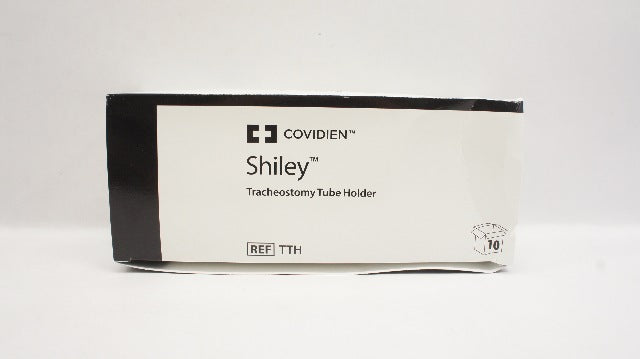 COVIDIEN™
Shiley™
Tracheostomy Tube Holder
REF TTH
10